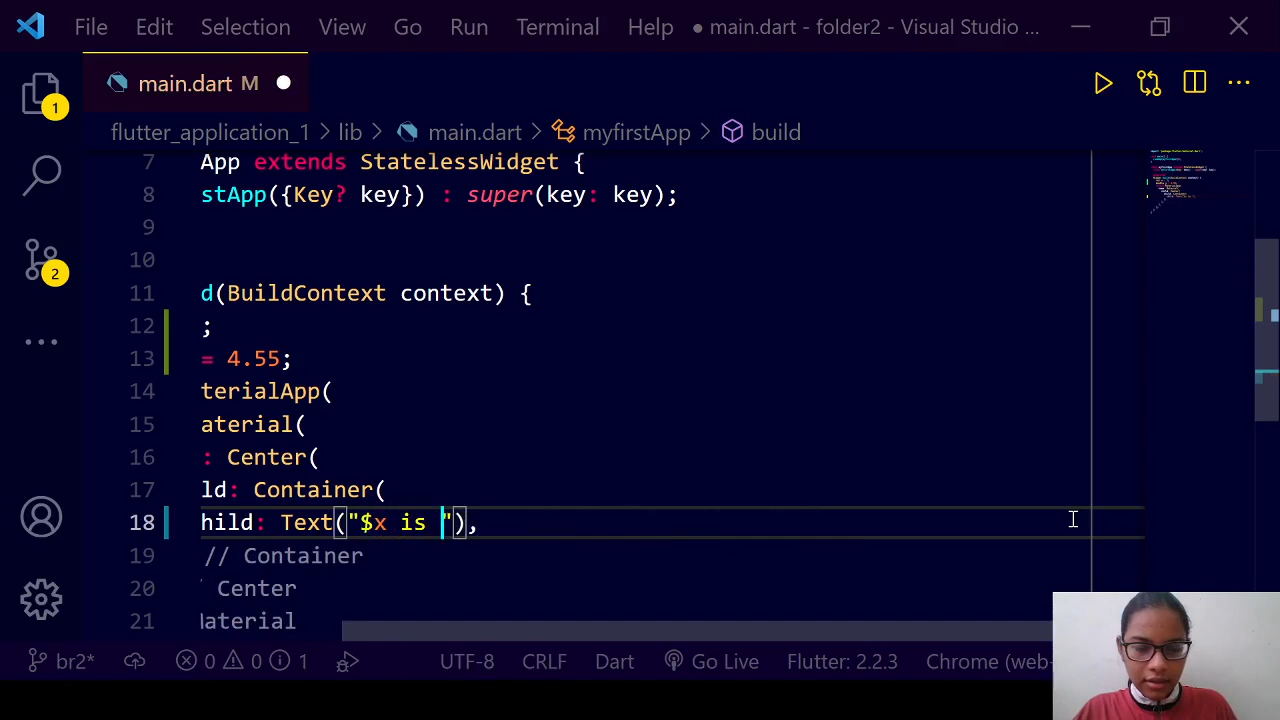 File Edit Selection View Go Run Terminal Help ● main.dart - folder2 - Visual Studio ...
main.dart M
1
flutter_application_1 > lib > main.dart > myfirstApp > build
7 App extends StatelessWidget {
8 stApp({Key? key}) : super(key: key);
9
10
2
11 d(BuildContext context) {
12 ;
13 = 4.55;
14 terialApp(
15 aterial(
16 : Center(
17 ld: Container(
18 hild: Text("$x is "),
19 // Container
20 Center
21 aterial
br2* 0 0 1 UTF-8 CRLF Dart Go Live Flutter: 2.2.3 Chrome (web-